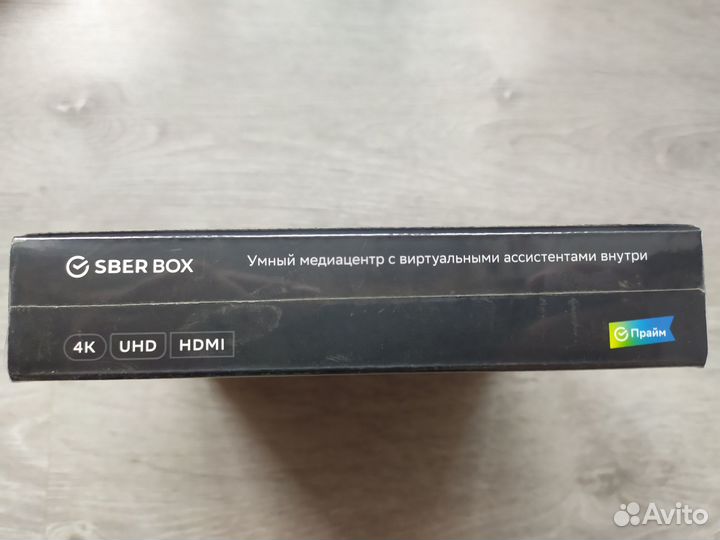 SBER BOX
Умный медиацентр с виртуальными ассистентами внутри
4K UHD HDMI
Прайм
Avito